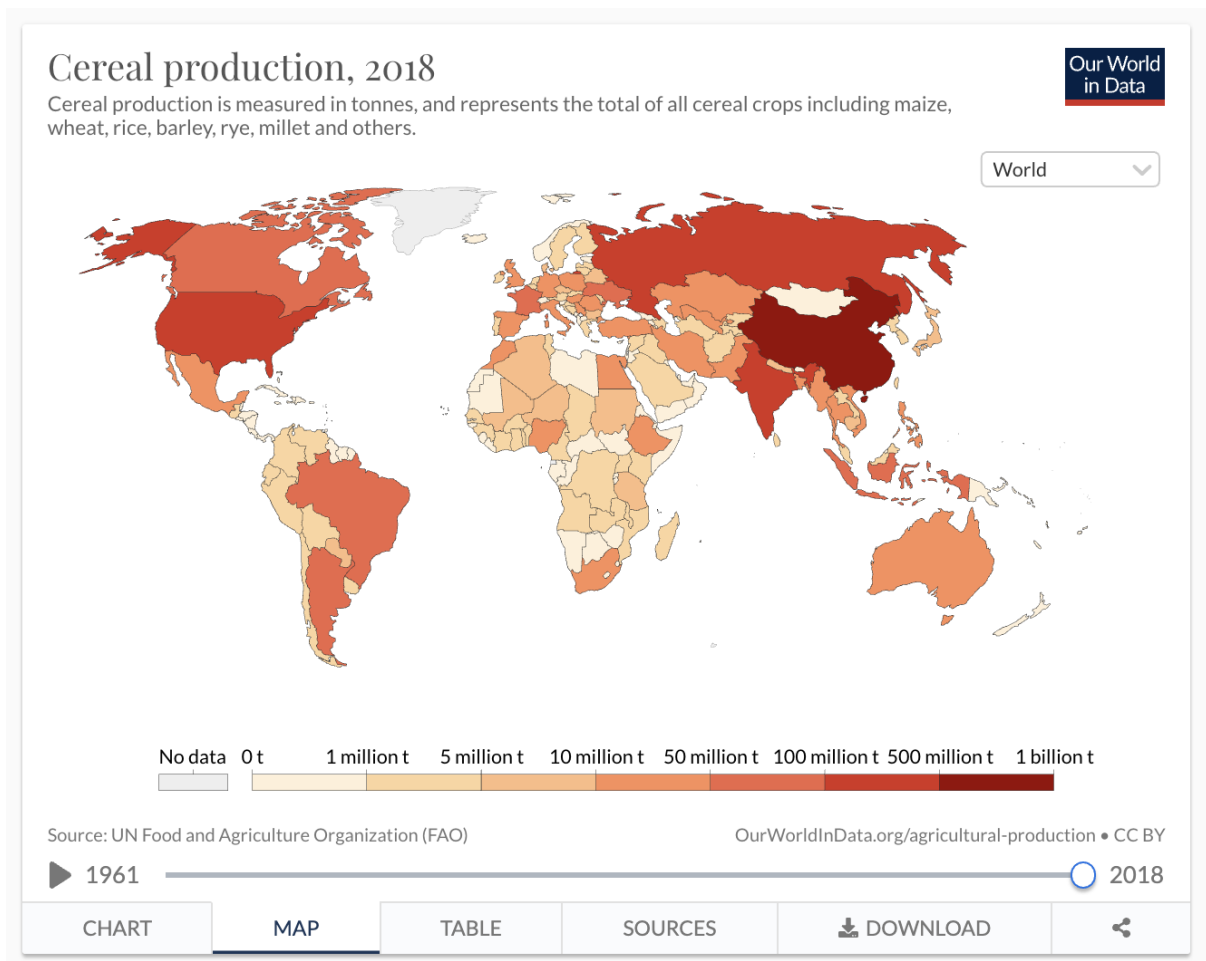 Cereal production, 2018
Our World
in Data
Cereal production is measured in tonnes, and represents the total of all cereal crops including maize,
wheat, rice, barley, rye, millet and others.
World
No data 0 t 1 million t 5 million t 10 million t 50 million t 100 million t 500 million t 1 billion t
Source: UN Food and Agriculture Organization (FAO) OurWorldInData.org/agricultural-production • CC BY
1961 2018
CHART MAP TABLE SOURCES DOWNLOAD